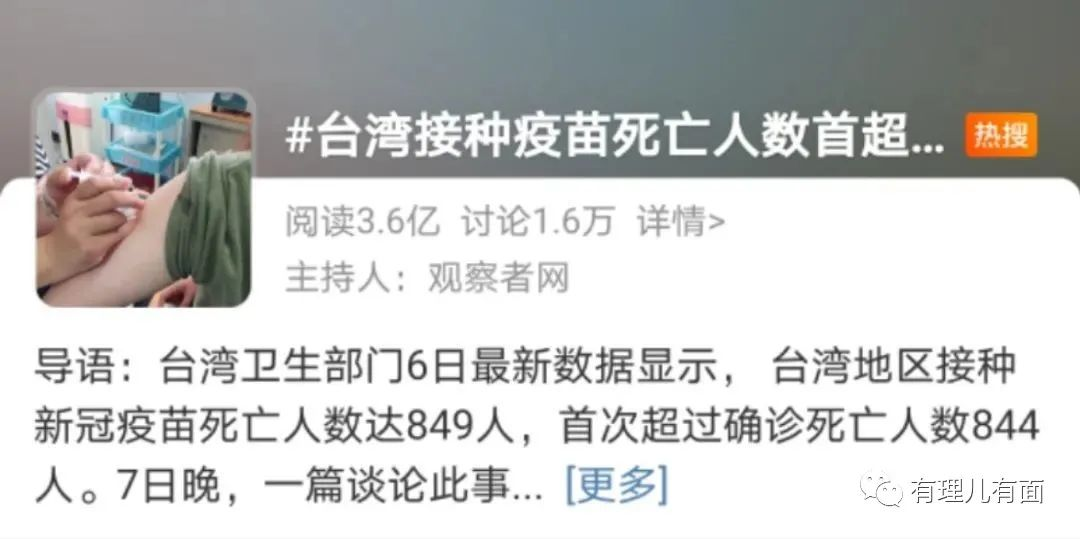 #台湾接种疫苗死亡人数首超... 热搜
阅读3.6亿 讨论1.6万 详情>
主持人：观察者网
导语：台湾卫生部门6日最新数据显示， 台湾地区接种
新冠疫苗死亡人数达849人，首次超过确诊死亡人数844
人。7日晚，一篇谈论此事... [更多]
有理儿有面